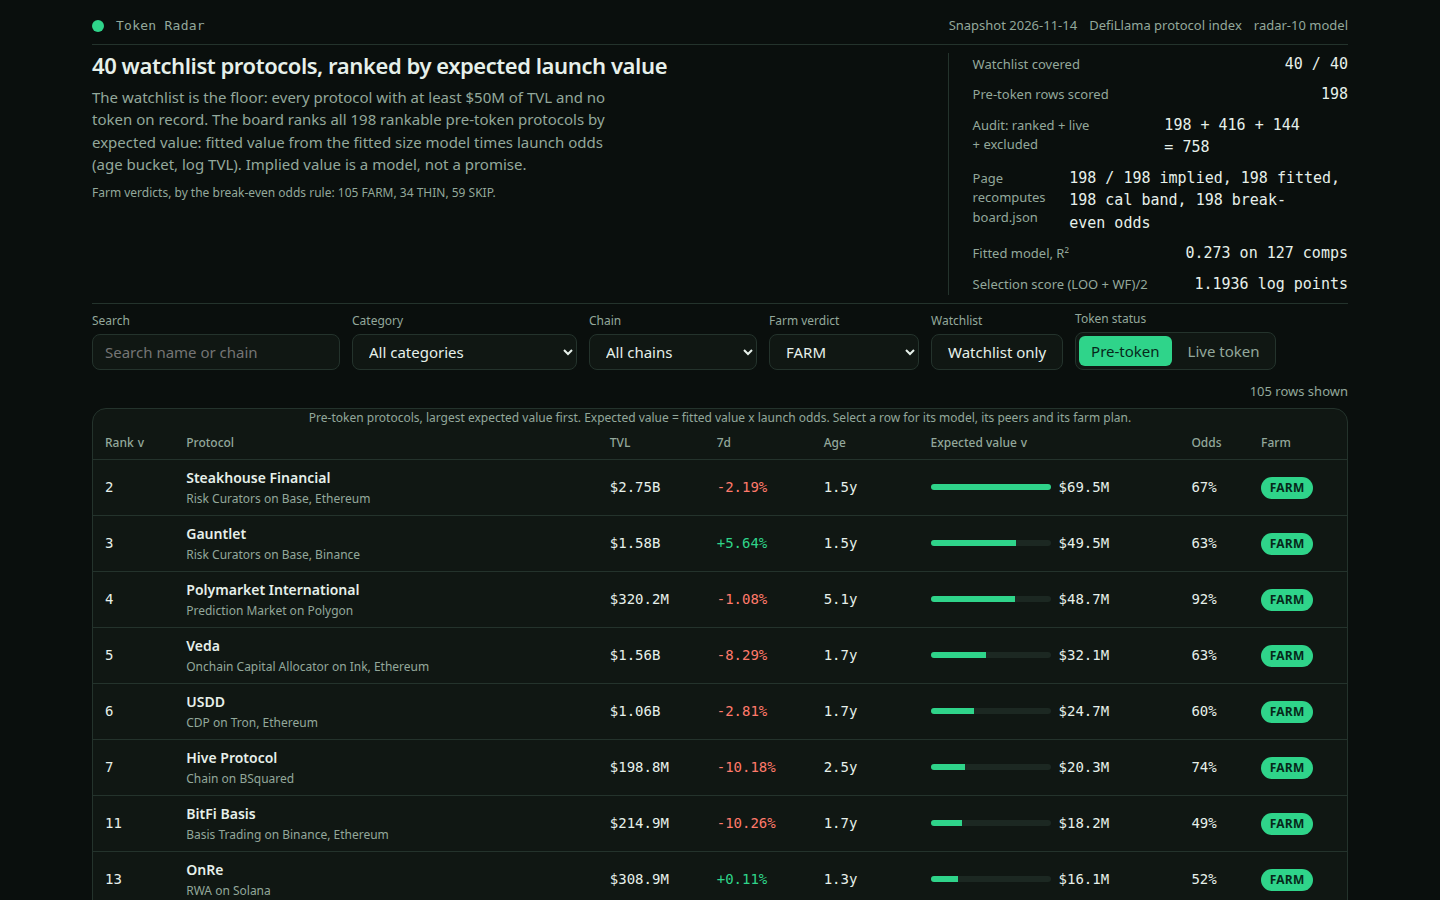 Token Radar
Snapshot 2026-11-14 DefiLlama protocol index radar-10 model
40 watchlist protocols, ranked by expected launch value
The watchlist is the floor: every protocol with at least $50M of TVL and no
token on record. The board ranks all 198 rankable pre-token protocols by
expected value: fitted value from the fitted size model times launch odds
(age bucket, log TVL). Implied value is a model, not a promise.
Farm verdicts, by the break-even odds rule: 105 FARM, 34 THIN, 59 SKIP.
Watchlist covered 40 / 40
Pre-token rows scored 198
Audit: ranked + live
+ excluded
198 + 416 + 144
= 758
Page
recomputes
board.json
198 / 198 implied, 198 fitted,
198 cal band, 198 break-
even odds
Fitted model, R² 0.273 on 127 comps
Selection score (LOO + WF)/2 1.1936 log points
Search Category Chain Farm verdict Watchlist Token status
Search name or chain All categories All chains FARM Watchlist only Pre-token Live token
105 rows shown
Pre-token protocols, largest expected value first. Expected value = fitted value x launch odds. Select a row for its model, its peers and its farm plan.
Rank v Protocol TVL 7d Age Expected value v Odds Farm
2 Steakhouse Financial $2.75B -2.19% 1.5y $69.5M 67% FARM
Risk Curators on Base, Ethereum
3 Gauntlet $1.58B +5.64% 1.5y $49.5M 63% FARM
Risk Curators on Base, Binance
4 Polymarket International $320.2M -1.08% 5.1y $48.7M 92% FARM
Prediction Market on Polygon
5 Veda $1.56B -8.29% 1.7y $32.1M 63% FARM
Onchain Capital Allocator on Ink, Ethereum
6 USDD $1.06B -2.81% 1.7y $24.7M 60% FARM
CDP on Tron, Ethereum
7 Hive Protocol $198.8M -10.18% 2.5y $20.3M 74% FARM
Chain on BSquared
11 BitFi Basis $214.9M -10.26% 1.7y $18.2M 49% FARM
Basis Trading on Binance, Ethereum
13 OnRe $308.9M +0.11% 1.3y $16.1M 52% FARM
RWA on Solana